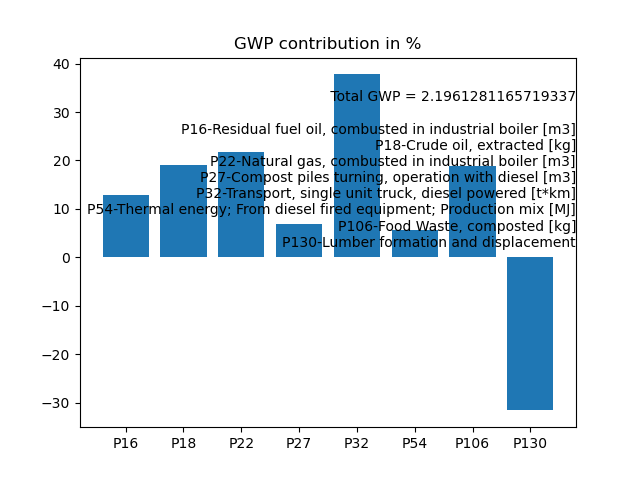 GWP contribution in %
40
Total GWP = 2.1961281165719337
30
P16-Residual fuel oil, combusted in industrial boiler [m3]
P18-Crude oil, extracted [kg]
20
P22-Natural gas, combusted in industrial boiler [m3]
P27-Compost piles turning, operation with diesel [m3]
P32-Transport, single unit truck, diesel powered [t*km]
10
P54-Thermal energy; From diesel fired equipment; Production mix [MJ]
P106-Food Waste, composted [kg]
P130-Lumber formation and displacement
0
−10
−20
−30
P16 P18 P22 P27 P32 P54 P106 P130